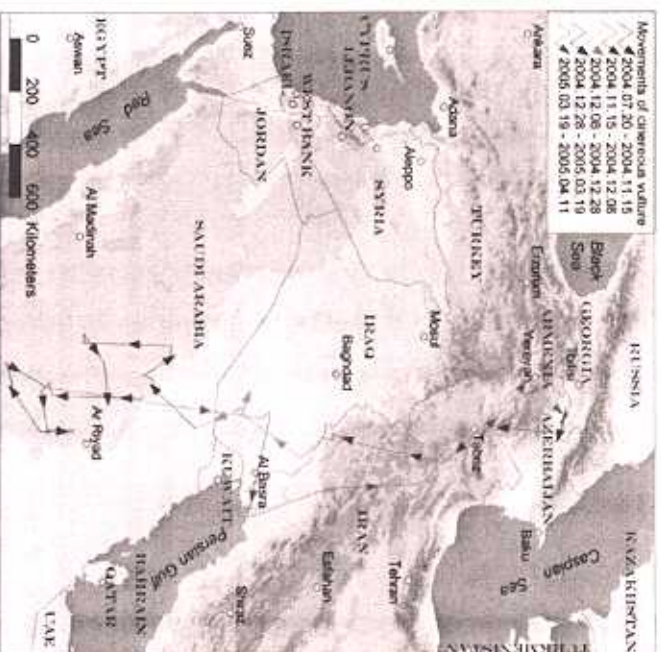 Movements of cinereous vulture
2004.07.20 - 2004.11.15
2004.11.15 - 2004.12.08
2004.12.08 - 2004.12.28
2004.12.28 - 2005.03.19
2005.03.19 - 2005.04.11
RUSSIA
KAZAKHSTAN
Black
Sea
GEORGIA
Tbilisi
Caspian
Sea
ARMENIA
AZERBAIJAN
Baku
Ankara
Erzurum
Yerevan
TURKEY
Tabriz
Adana
Mosul
Aleppo
Tehran
CYPRUS
SYRIA
IRAQ
IRAN
LEBANON
Baghdad
Esfahan
WEST BANK
ISRAEL
JORDAN
Al Basra
Suez
KUWAIT
Shiraz
SAUDI ARABIA
Persian Gulf
Red
Sea
EGYPT
BAHRAIN
Aswan
Al Madinah
Ar Riyad
QATAR
UAE
0 200 400 600 Kilometers